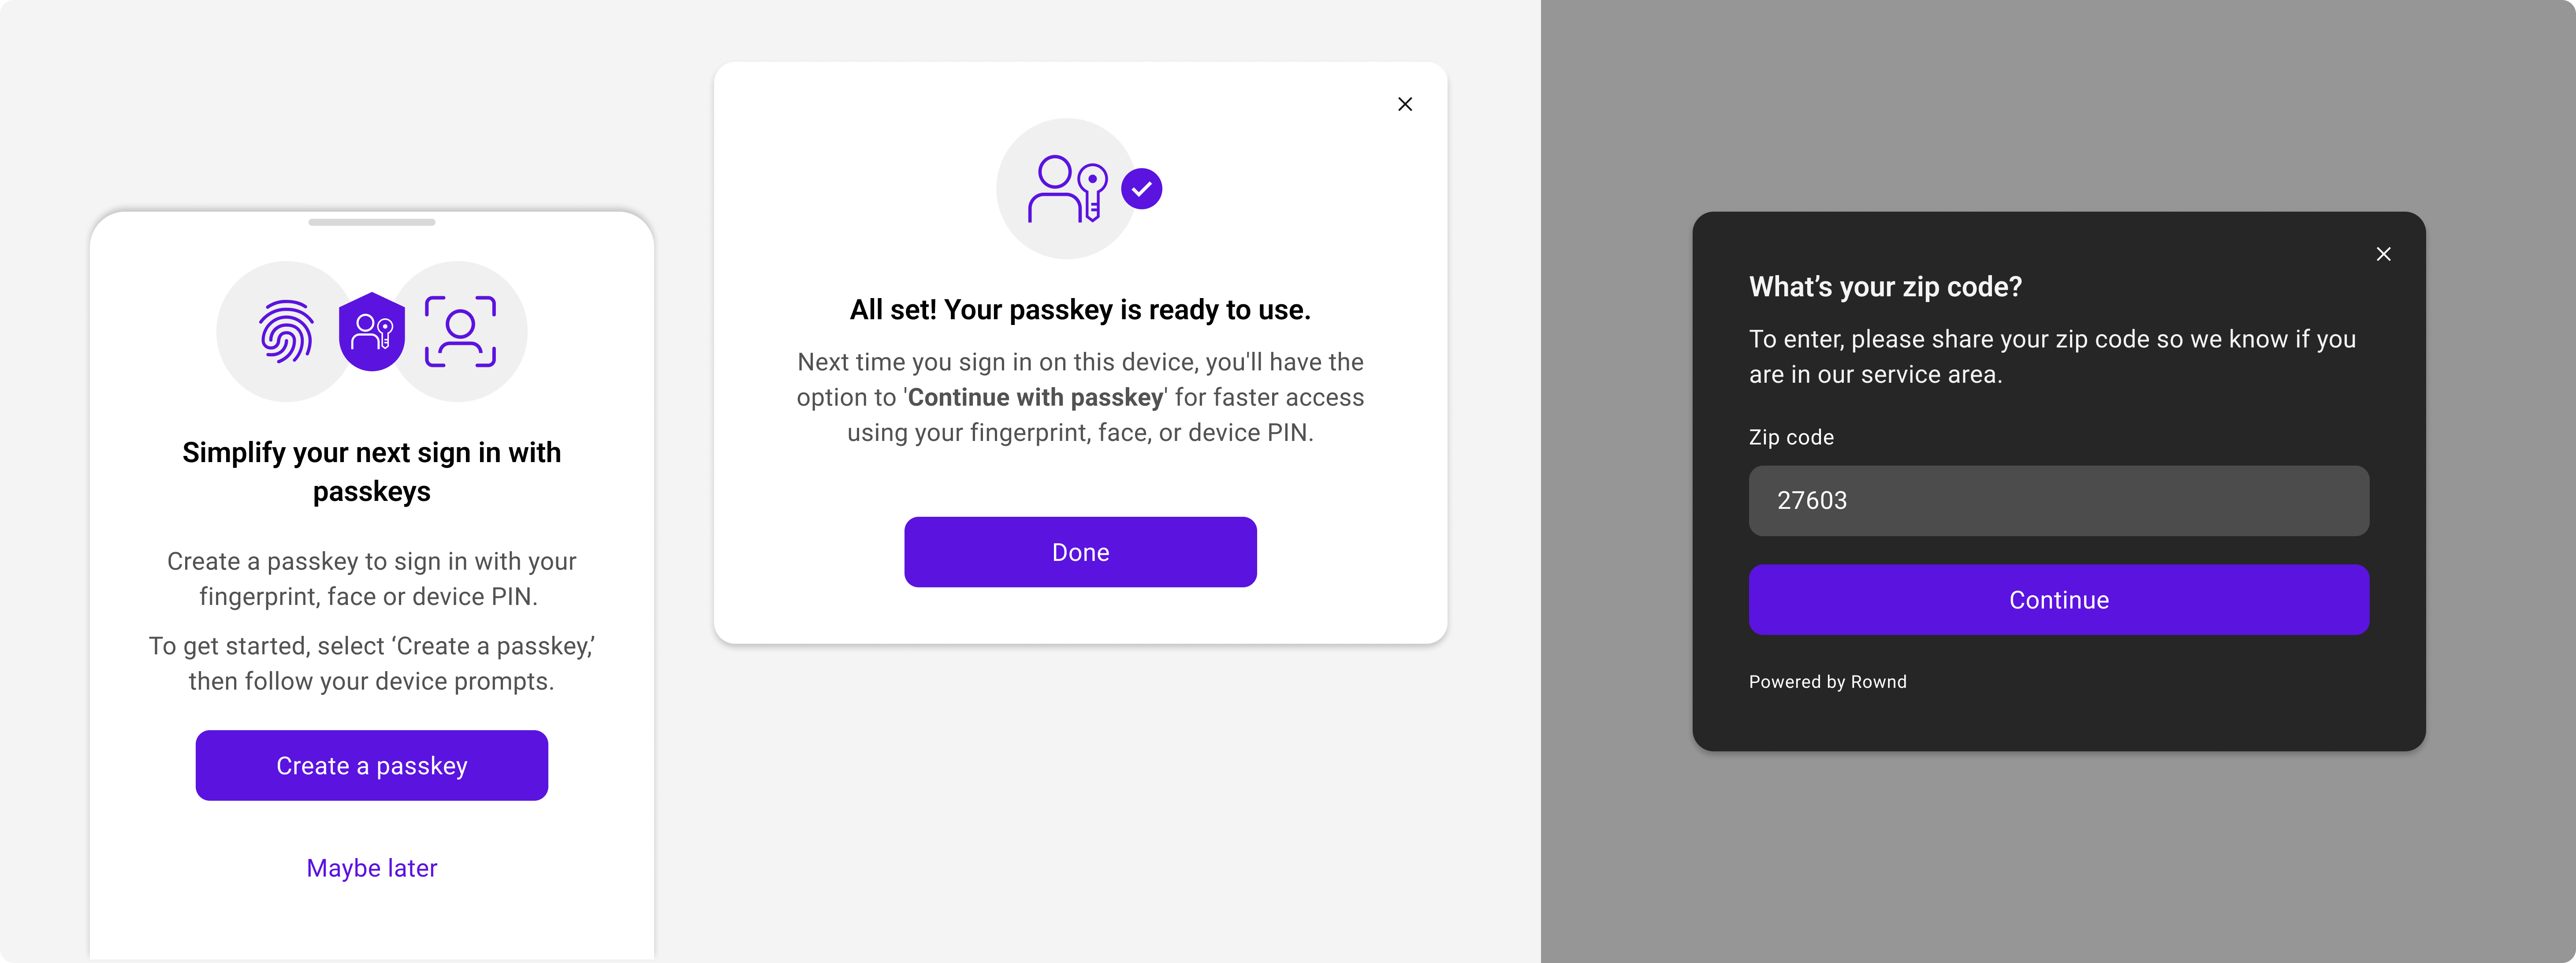 Simplify your next sign in with
passkeys
Create a passkey to sign in with your
fingerprint, face or device PIN.
To get started, select ‘Create a passkey,’
then follow your device prompts.
Create a passkey
Maybe later
All set! Your passkey is ready to use.
Next time you sign in on this device, you'll have the
option to 'Continue with passkey' for faster access
using your fingerprint, face, or device PIN.
Done
What’s your zip code?
To enter, please share your zip code so we know if you
are in our service area.
Zip code
27603
Continue
Powered by Rownd